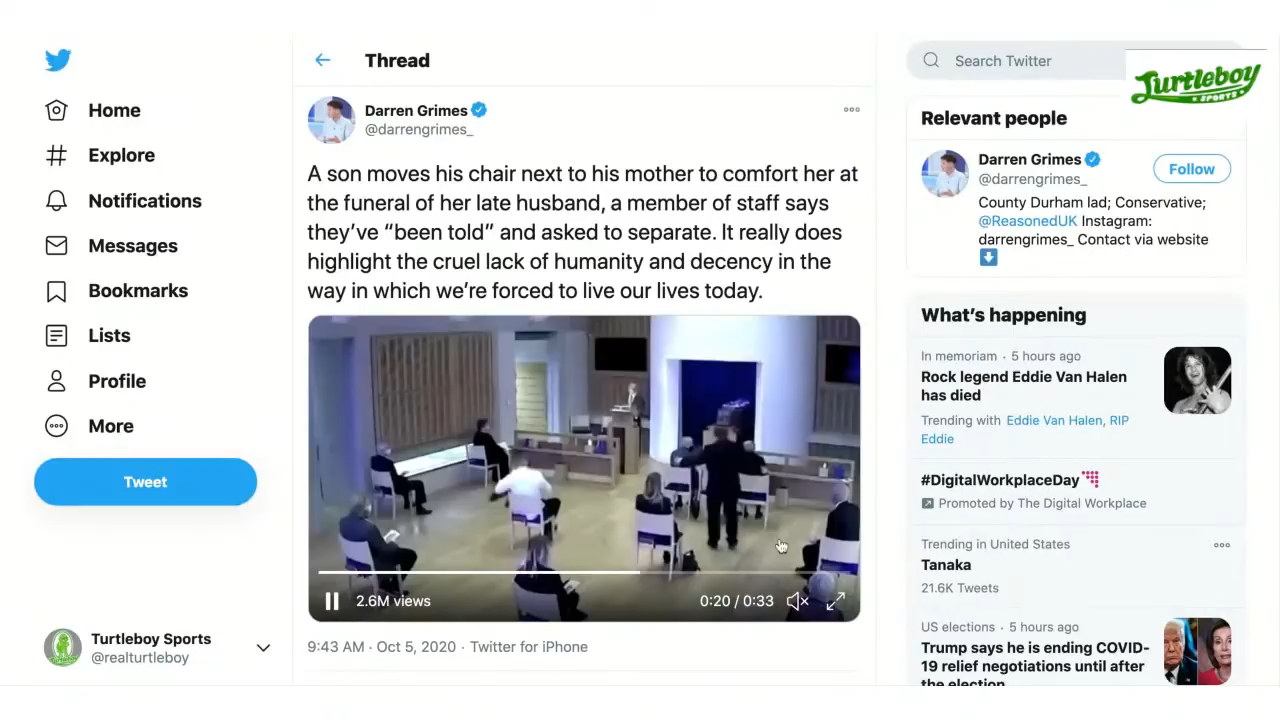 Thread
Search Twitter
Turtleboy
SPORTS
Home
Explore
Notifications
Messages
Bookmarks
Lists
Profile
More
Tweet
Turtleboy Sports
@realturtleboy
Darren Grimes
@darrengrimes_
A son moves his chair next to his mother to comfort her at
the funeral of her late husband, a member of staff says
they've “been told” and asked to separate. It really does
highlight the cruel lack of humanity and decency in the
way in which we're forced to live our lives today.
2.6M views
0:20 / 0:33
9:43 AM · Oct 5, 2020 · Twitter for iPhone
Relevant people
Darren Grimes
@darrengrimes_
Follow
County Durham lad; Conservative;
@ReasonedUK Instagram:
darrengrimes_ Contact via website
What's happening
In memoriam · 5 hours ago
Rock legend Eddie Van Halen
has died
Trending with Eddie Van Halen, RIP
Eddie
#DigitalWorkplaceDay
Promoted by The Digital Workplace
Trending in United States
Tanaka
21.6K Tweets
US elections · 5 hours ago
Trump says he is ending COVID-
19 relief negotiations until after
the election